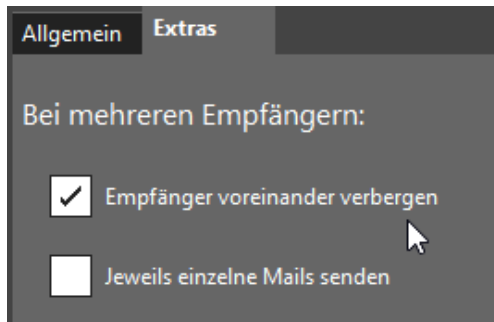 Allgemein Extras
Bei mehreren Empfängern:
Empfänger voreinander verbergen
Jeweils einzelne Mails senden